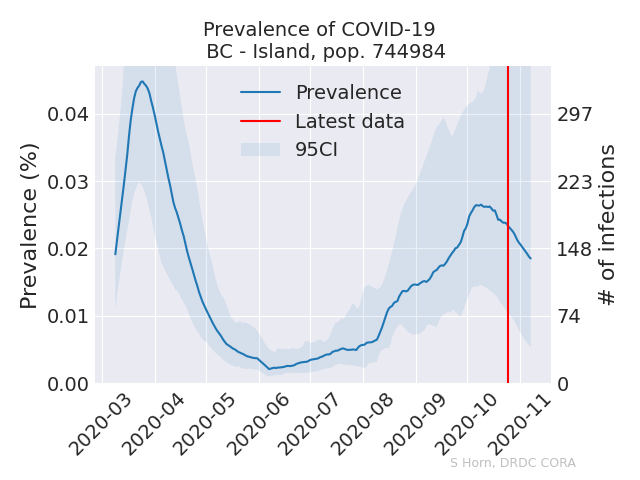 Prevalence of COVID-19
BC - Island, pop. 744984
Prevalence
Latest data
95CI
Prevalence (%)
0.04
0.03
0.02
0.01
0.00
# of infections
297
223
148
74
0
2020-03
2020-04
2020-05
2020-06
2020-07
2020-08
2020-09
2020-10
2020-11
S Horn, DRDC CORA